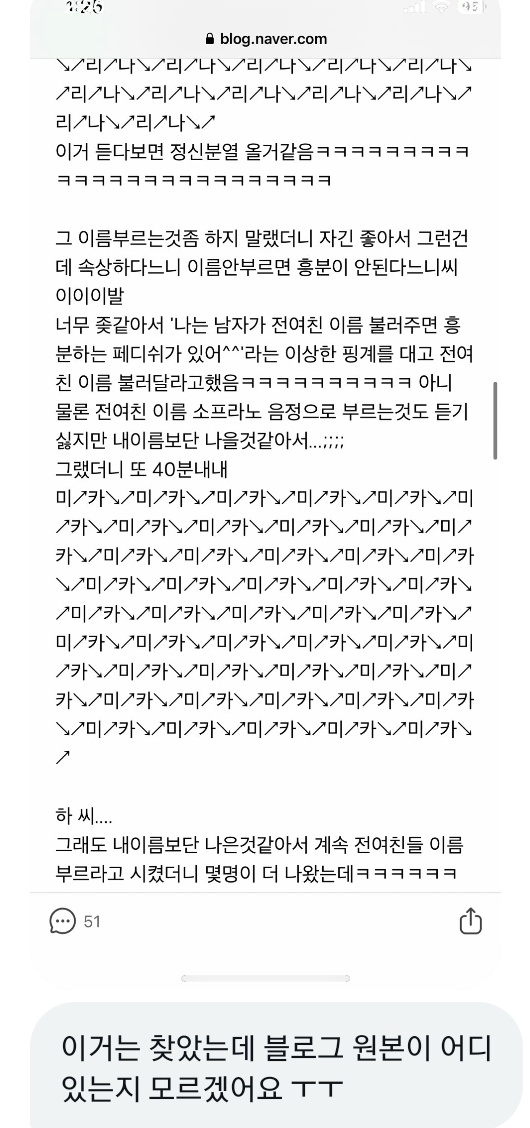 1:26
45
blog.naver.com
↘↗리↗나↘↗리↗나↘↗리↗나↘↗리↗나↘↗리↗나↘
↗리↗나↘↗리↗나↘↗리↗나↘↗리↗나↘↗리↗나↘↗
리↗나↘↗리↗나↘↗
이거 듣다보면 정신분열 올거같음ㅋㅋㅋㅋㅋㅋㅋㅋㅋ
ㅋㅋㅋㅋㅋㅋㅋㅋㅋㅋㅋㅋㅋㅋㅋㅋ
그 이름부르는것좀 하지 말랬더니 자긴 좋아서 그런건
데 속상하다느니 이름안부르면 흥분이 안된다느니씨
이이이발
너무 좆같아서 '나는 남자가 전여친 이름 불러주면 흥
분하는 페디쉬가 있어^^'라는 이상한 핑계를 대고 전여
친 이름 불러달라고했음ㅋㅋㅋㅋㅋㅋㅋㅋㅋㅋ 아니
물론 전여친 이름 소프라노 음정으로 부르는것도 듣기
싫지만 내이름보단 나을것같아서...;;;;
그랬더니 또 40분내내
미↗카↘↗미↗카↘↗미↗카↘↗미↗카↘↗미↗카↘↗미
↗카↘↗미↗카↘↗미↗카↘↗미↗카↘↗미↗카↘↗미↗
카↘↗미↗카↘↗미↗카↘↗미↗카↘↗미↗카↘↗미↗카
↘↗미↗카↘↗미↗카↘↗미↗카↘↗미↗카↘↗미↗카↘
↗미↗카↘↗미↗카↘↗미↗카↘↗미↗카↘↗미↗카↘↗
미↗카↘↗미↗카↘↗미↗카↘↗미↗카↘↗미↗카↘↗미
↗카↘↗미↗카↘↗미↗카↘↗미↗카↘↗미↗카↘↗미↗
카↘↗미↗카↘↗미↗카↘↗미↗카↘↗미↗카↘↗미↗카
↘↗미↗카↘↗미↗카↘↗미↗카↘↗미↗카↘↗미↗카↘
↗
하 씨....
그래도 내이름보단 나은것같아서 계속 전여친들 이름
부르라고 시켰더니 몇명이 더 나왔는데ㅋㅋㅋㅋㅋㅋ
51
이거는 찾았는데 블로그 원본이 어디
있는지 모르겠어요 ㅜㅜ